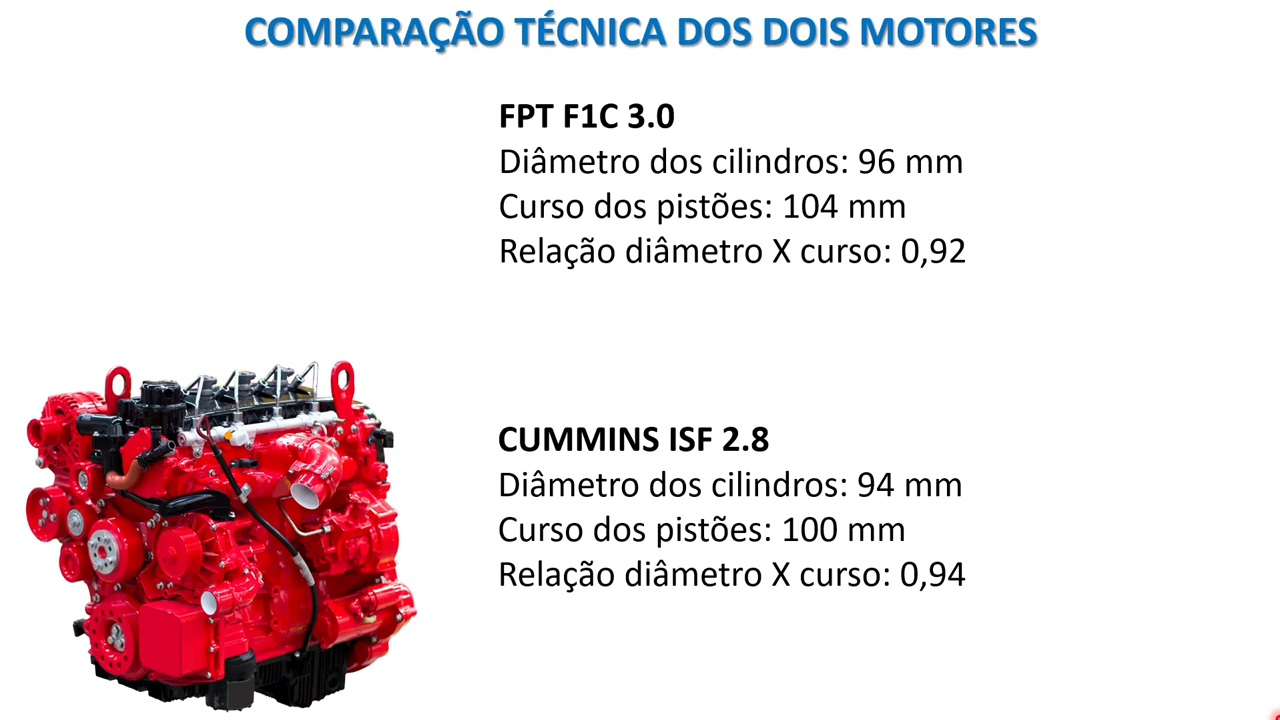 COMPARAÇÃO TÉCNICA DOS DOIS MOTORES
FPT F1C 3.0
Diâmetro dos cilindros: 96 mm
Curso dos pistões: 104 mm
Relação diâmetro X curso: 0,92
CUMMINS ISF 2.8
Diâmetro dos cilindros: 94 mm
Curso dos pistões: 100 mm
Relação diâmetro X curso: 0,94